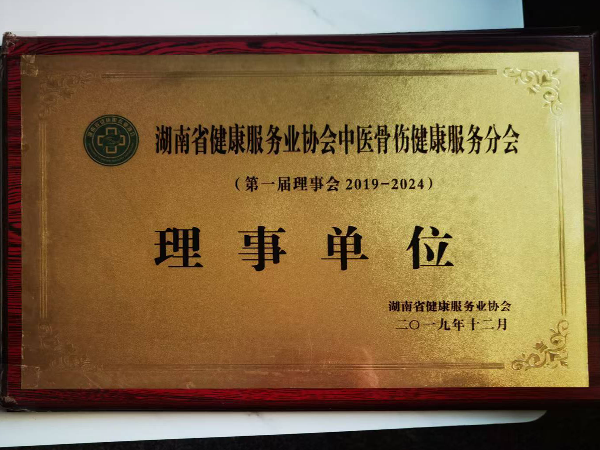 湖南省健康服务业协会中医骨伤健康服务分会
（第一届理事会 2019-2024）
理事单位
湖南省健康服务业协会
二〇一九年十二月